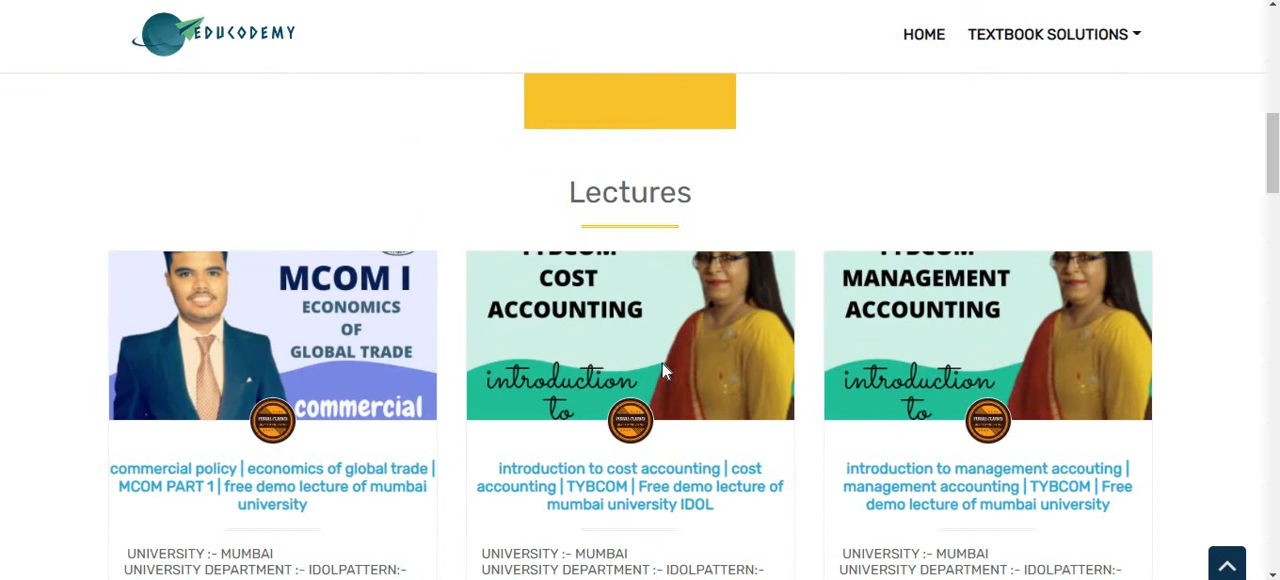 EDUCODEMY
HOME TEXTBOOK SOLUTIONS
Lectures
MCOM I
ECONOMICS
OF
GLOBAL TRADE
commercial
TYBCOM
COST
ACCOUNTING
introduction
to
TYBCOM
MANAGEMENT
ACCOUNTING
introduction
to
commercial policy | economics of global trade |
MCOM PART 1 | free demo lecture of mumbai
university
introduction to cost accounting | cost
accounting | TYBCOM | Free demo lecture of
mumbai university IDOL
introduction to management accouting |
management accounting | TYBCOM | Free
demo lecture of mumbai university
UNIVERSITY :- MUMBAI
UNIVERSITY DEPARTMENT :- IDOLPATTERN:-
UNIVERSITY :- MUMBAI
UNIVERSITY DEPARTMENT :- IDOLPATTERN:-
UNIVERSITY :- MUMBAI
UNIVERSITY DEPARTMENT :- IDOLPATTERN:-